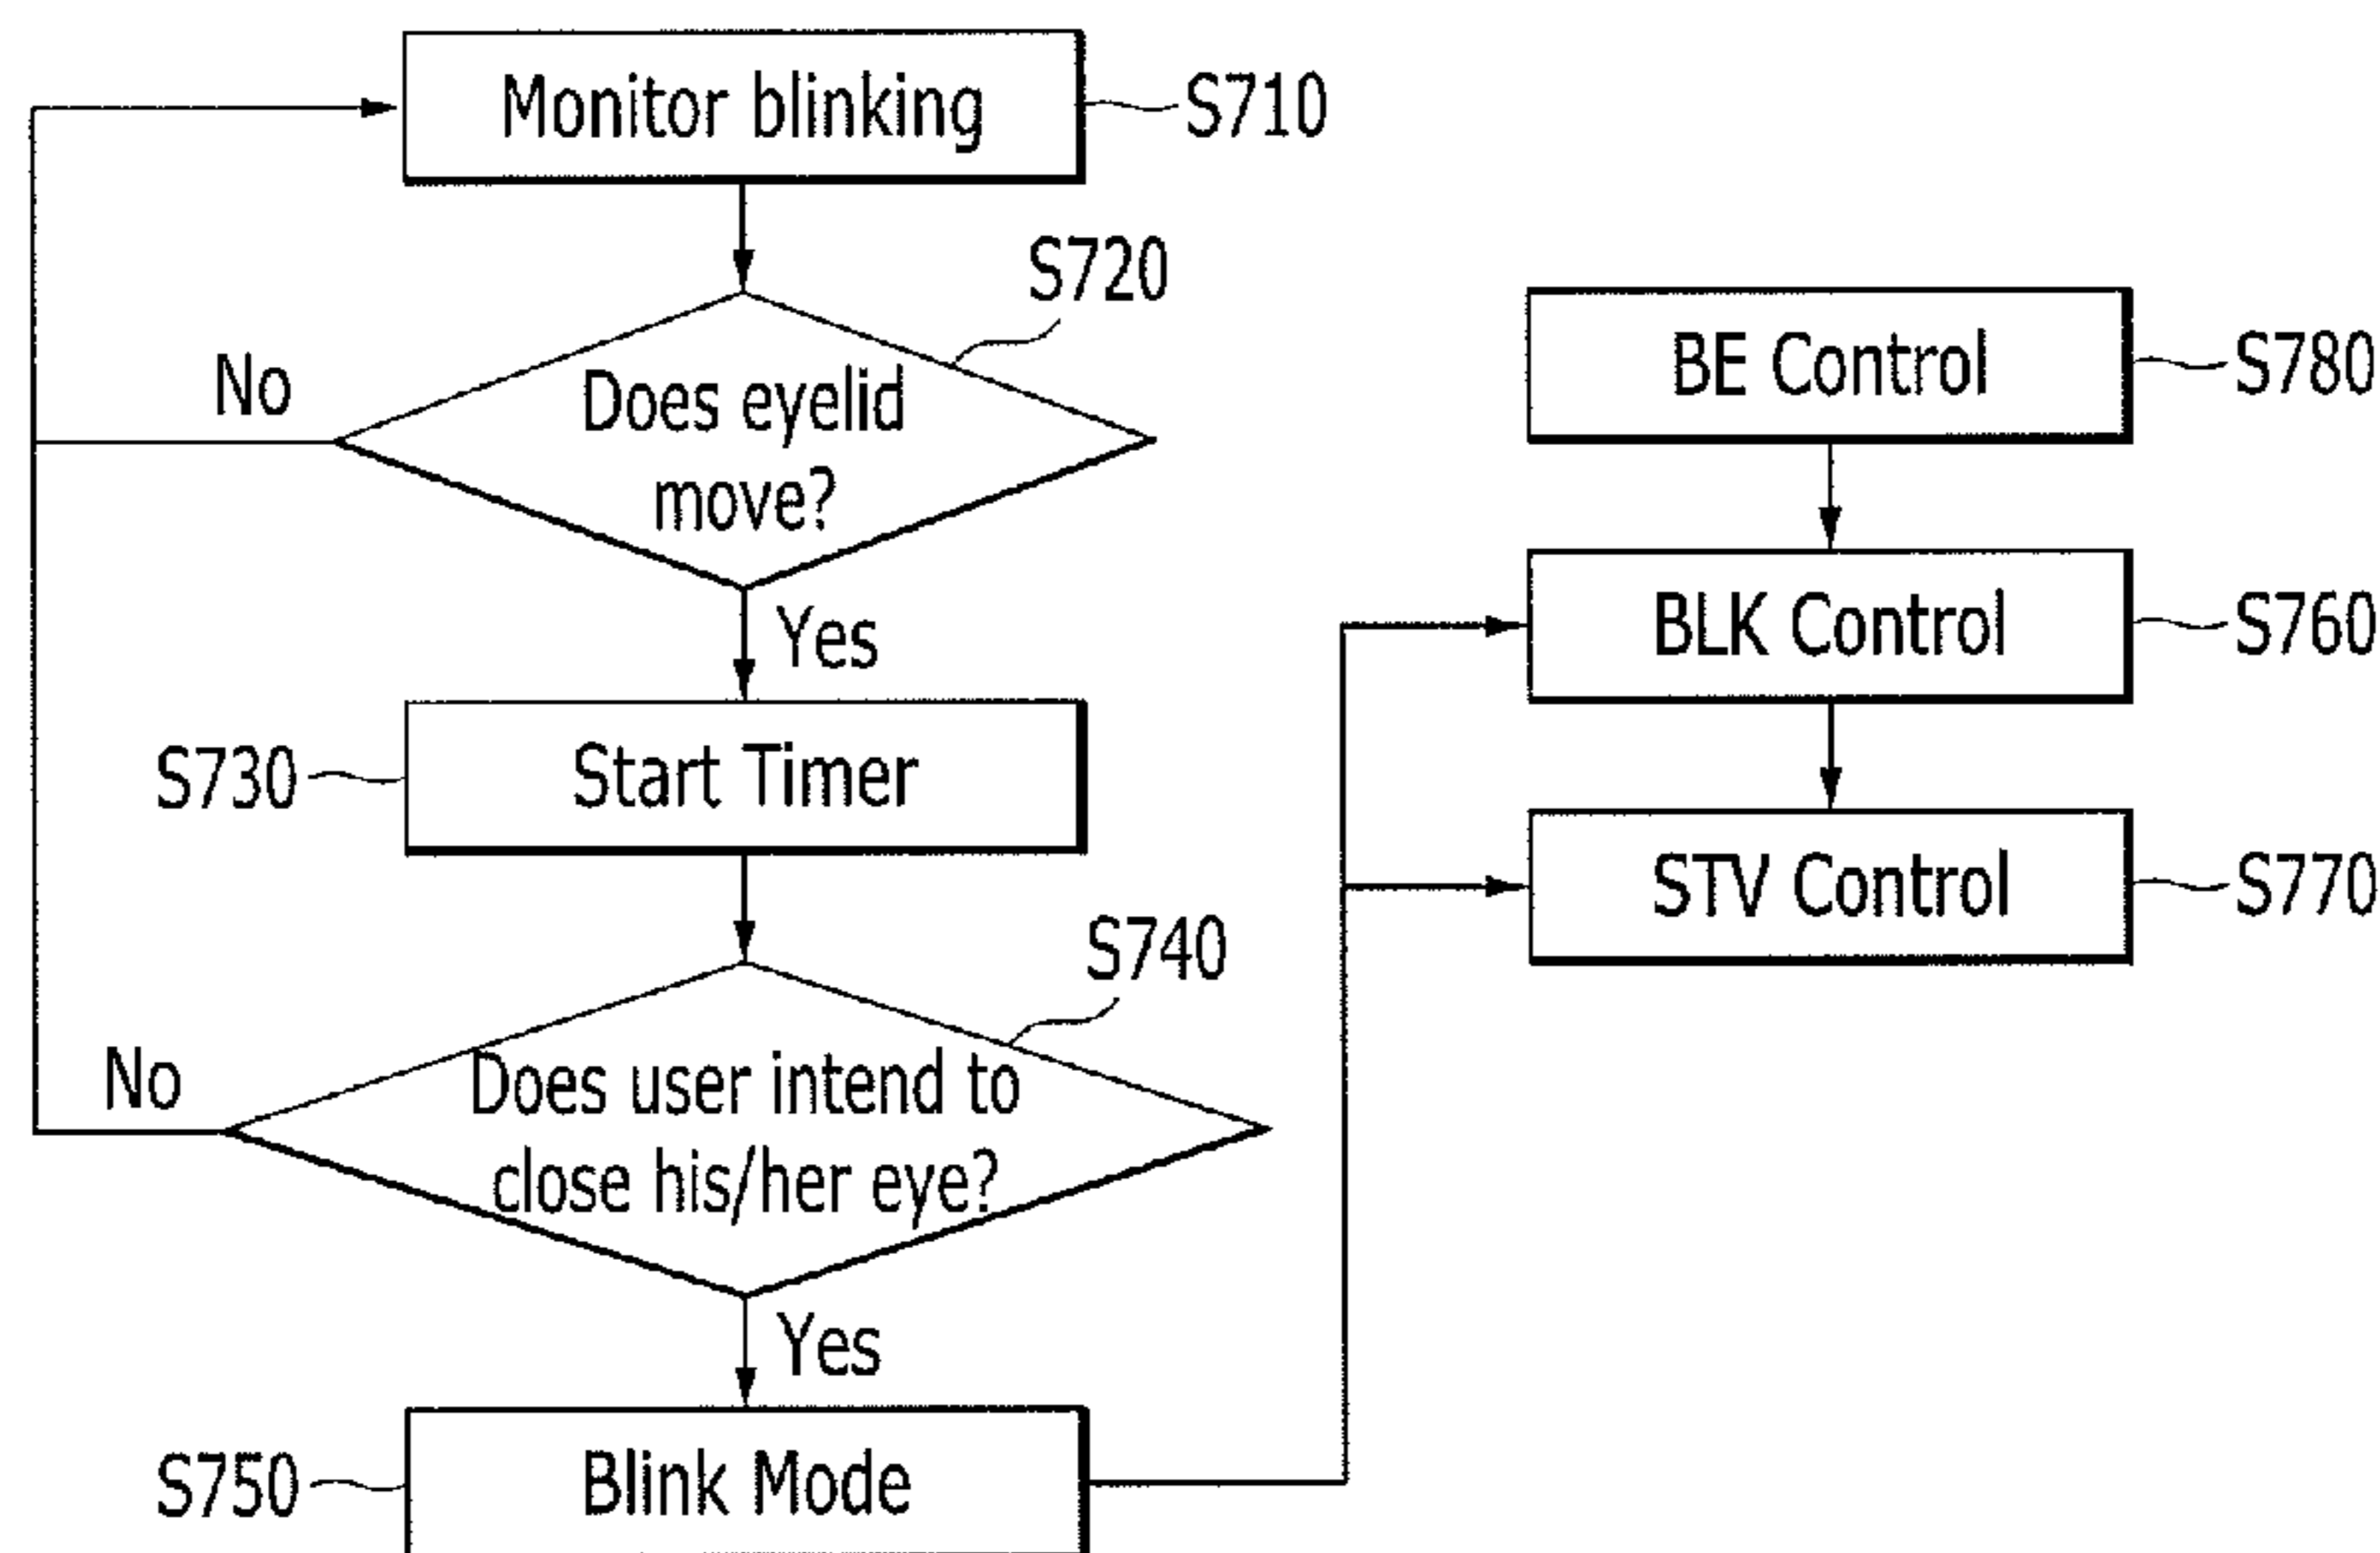 Monitor blinking
S710
S720
No
Does eyelid
move?
Yes
S730
Start Timer
S740
No
Does user intend to
close his/her eye?
Yes
S750
Blink Mode
BE Control
S780
BLK Control
S760
STV Control
S770